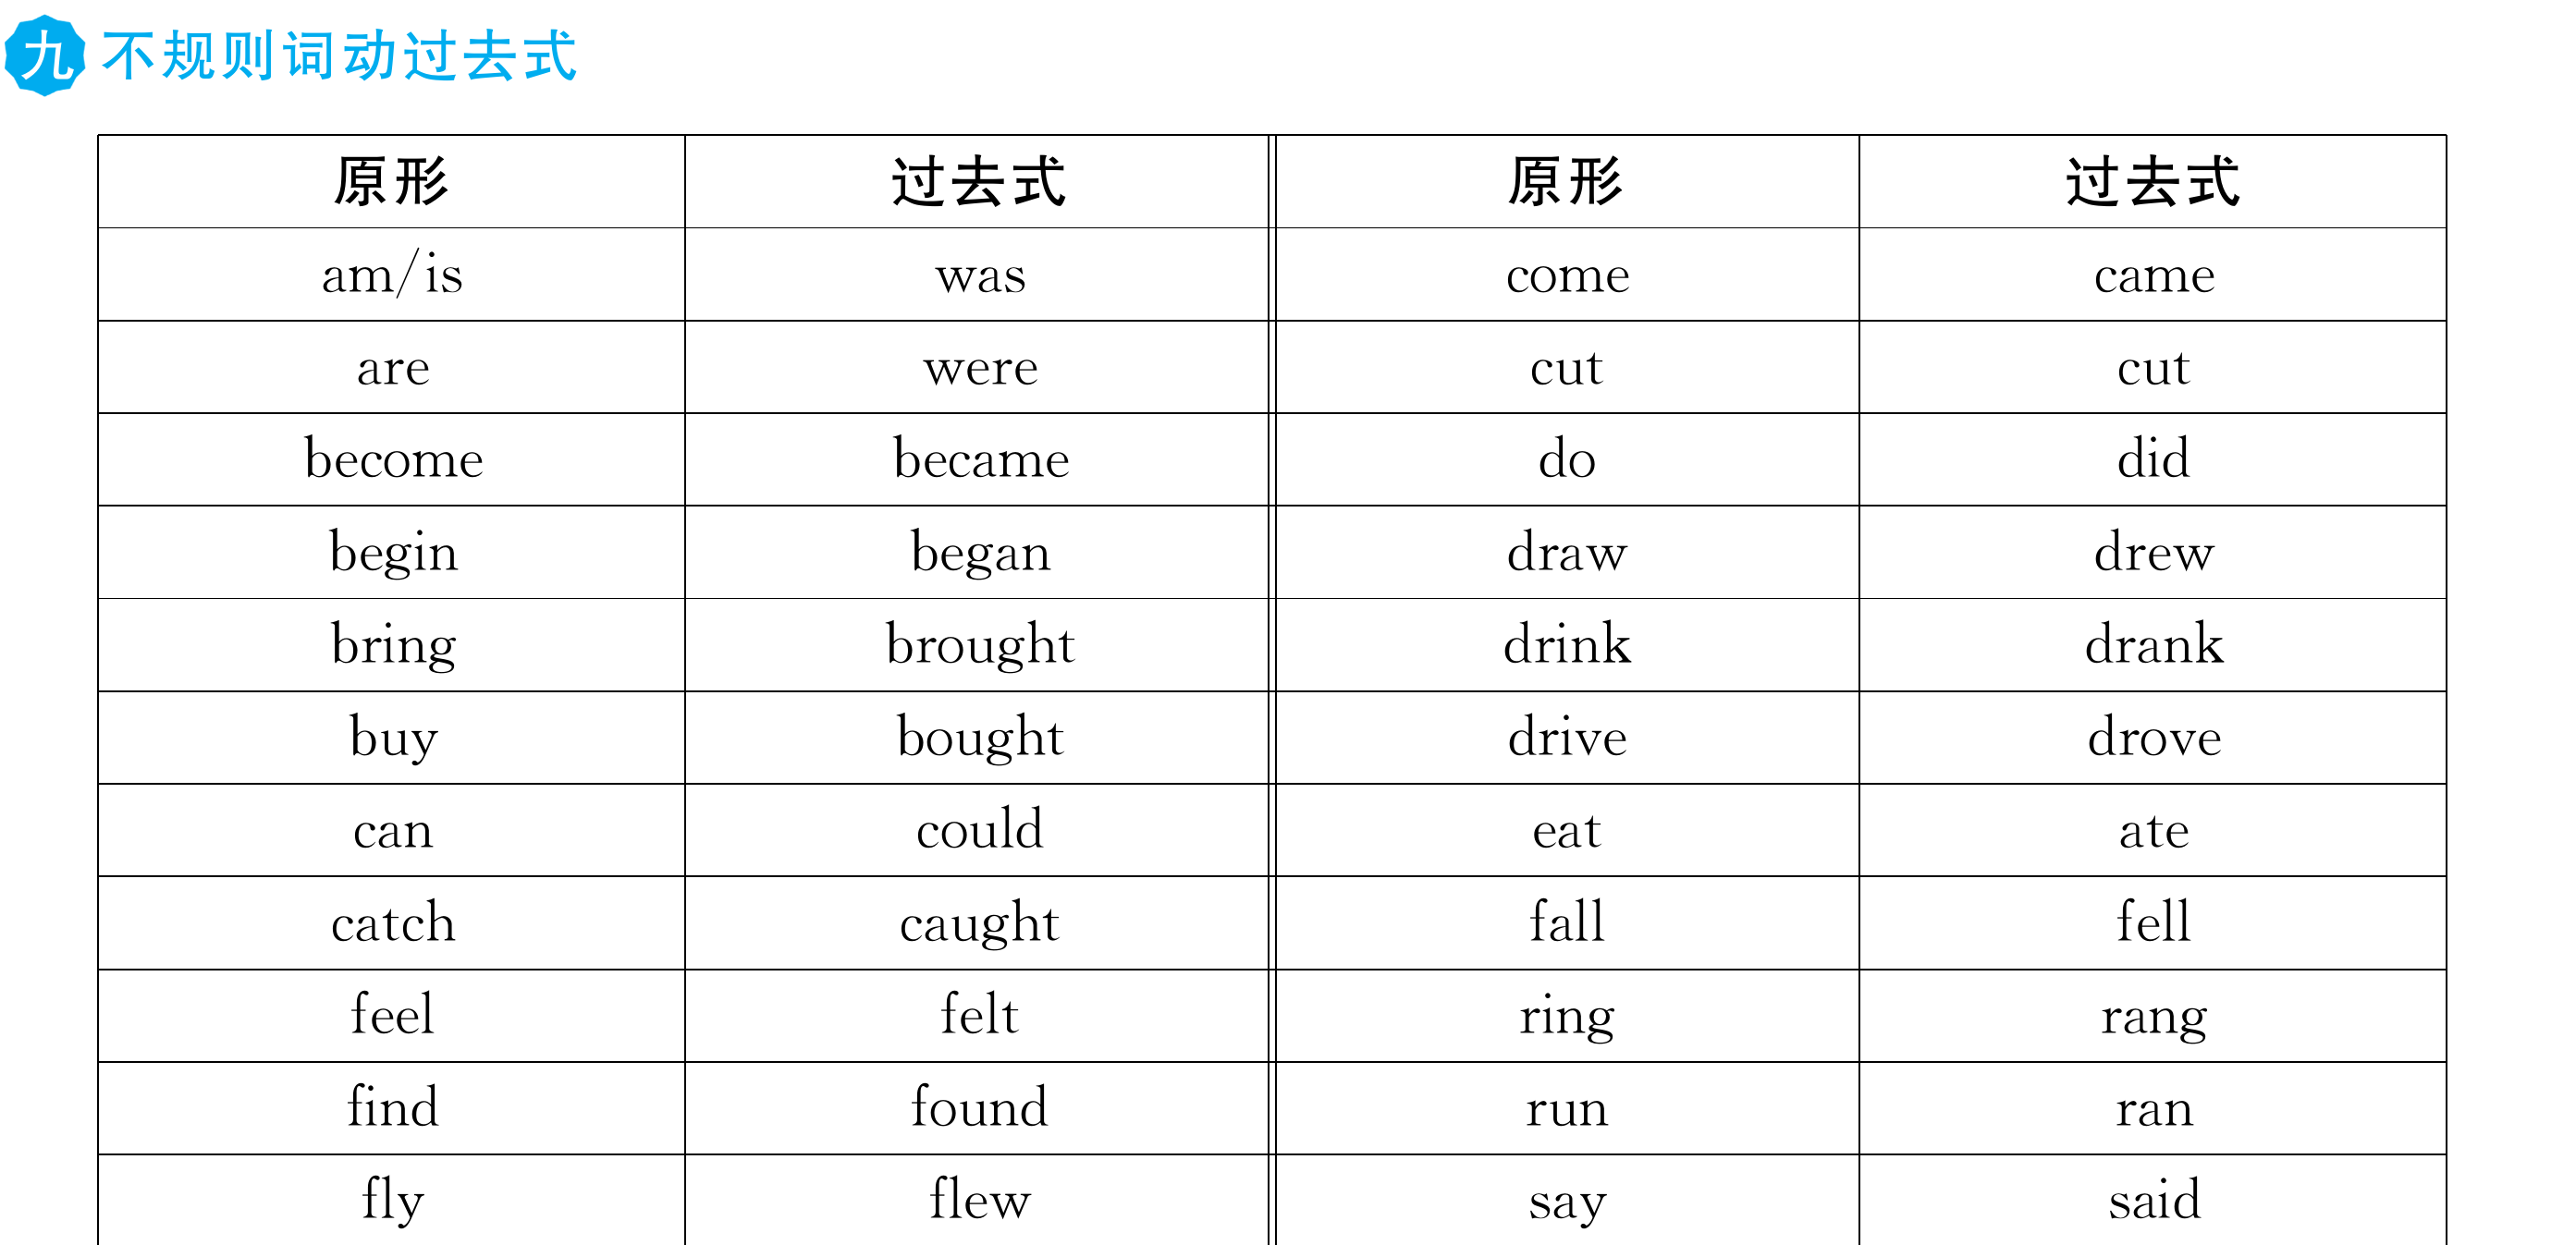 九 不规则词动过去式
原形 过去式 原形 过去式
am/is was come came
are were cut cut
become became do did
begin began draw drew
bring brought drink drank
buy bought drive drove
can could eat ate
catch caught fall fell
feel felt ring rang
find found run ran
fly flew say said